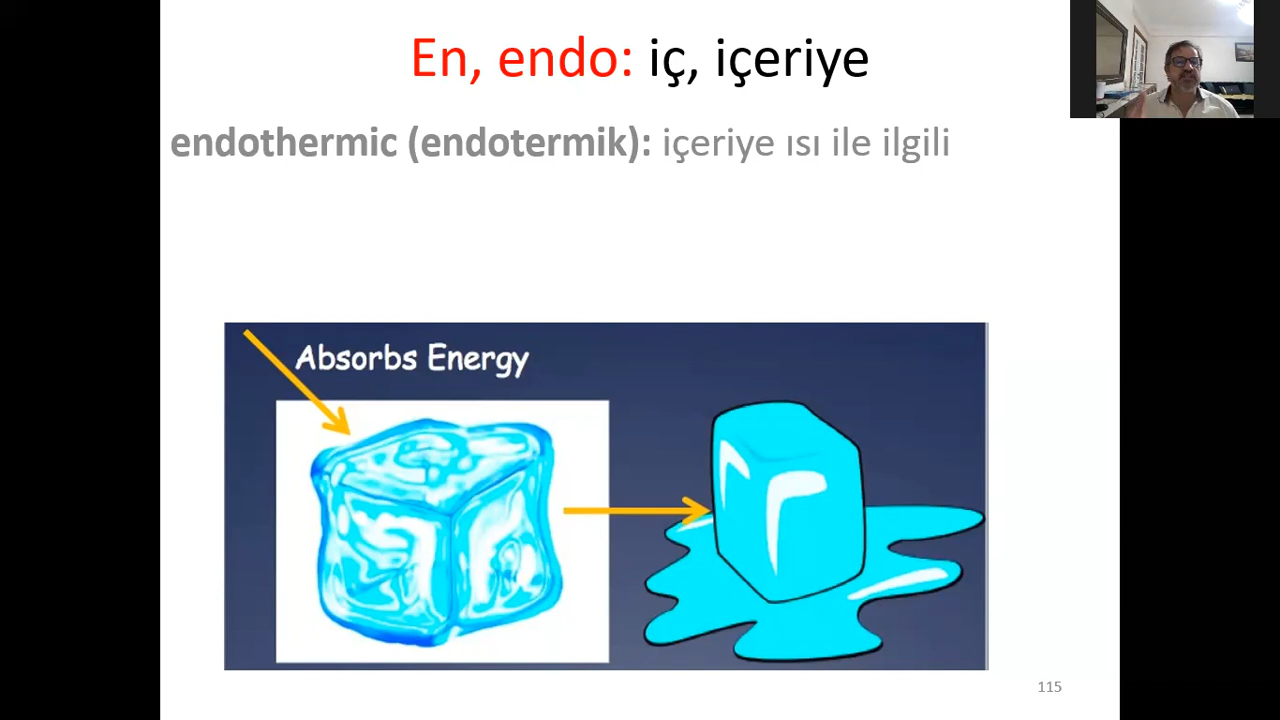 En, endo: iç, içeriye
endothermic (endotermik): içeriye ısı ile ilgili
Absorbs Energy
115